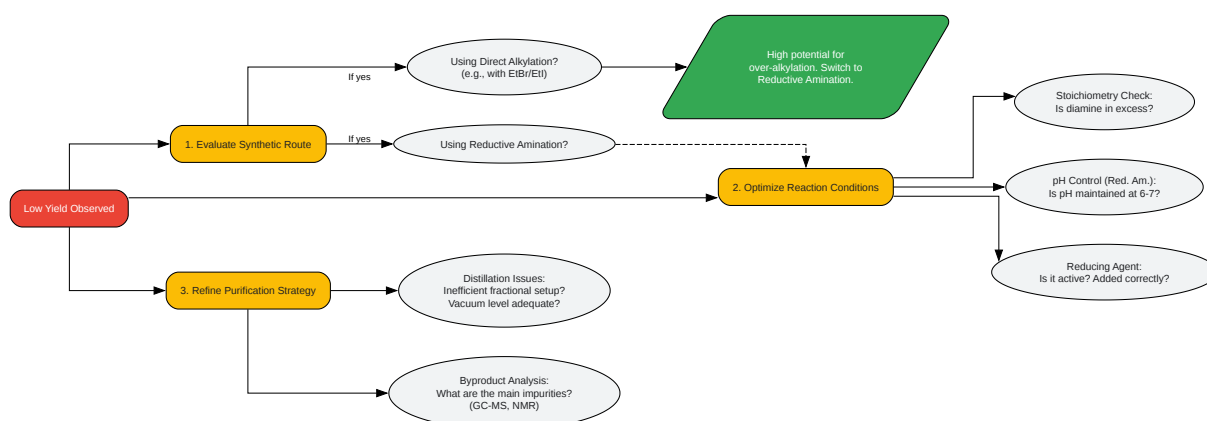 Using Direct Alkylation?
(e.g., with EtBr/EtI)
High potential for
over-alkylation. Switch to
Reductive Amination.
If yes
Stoichiometry Check:
Is diamine in excess?
1. Evaluate Synthetic Route
If yes
Using Reductive Amination?
2. Optimize Reaction Conditions
pH Control (Red. Am.):
Is pH maintained at 6-7?
Low Yield Observed
Reducing Agent:
Is it active? Added correctly?
3. Refine Purification Strategy
Distillation Issues:
Inefficient fractional setup?
Vacuum level adequate?
Byproduct Analysis:
What are the main impurities?
(GC-MS, NMR)